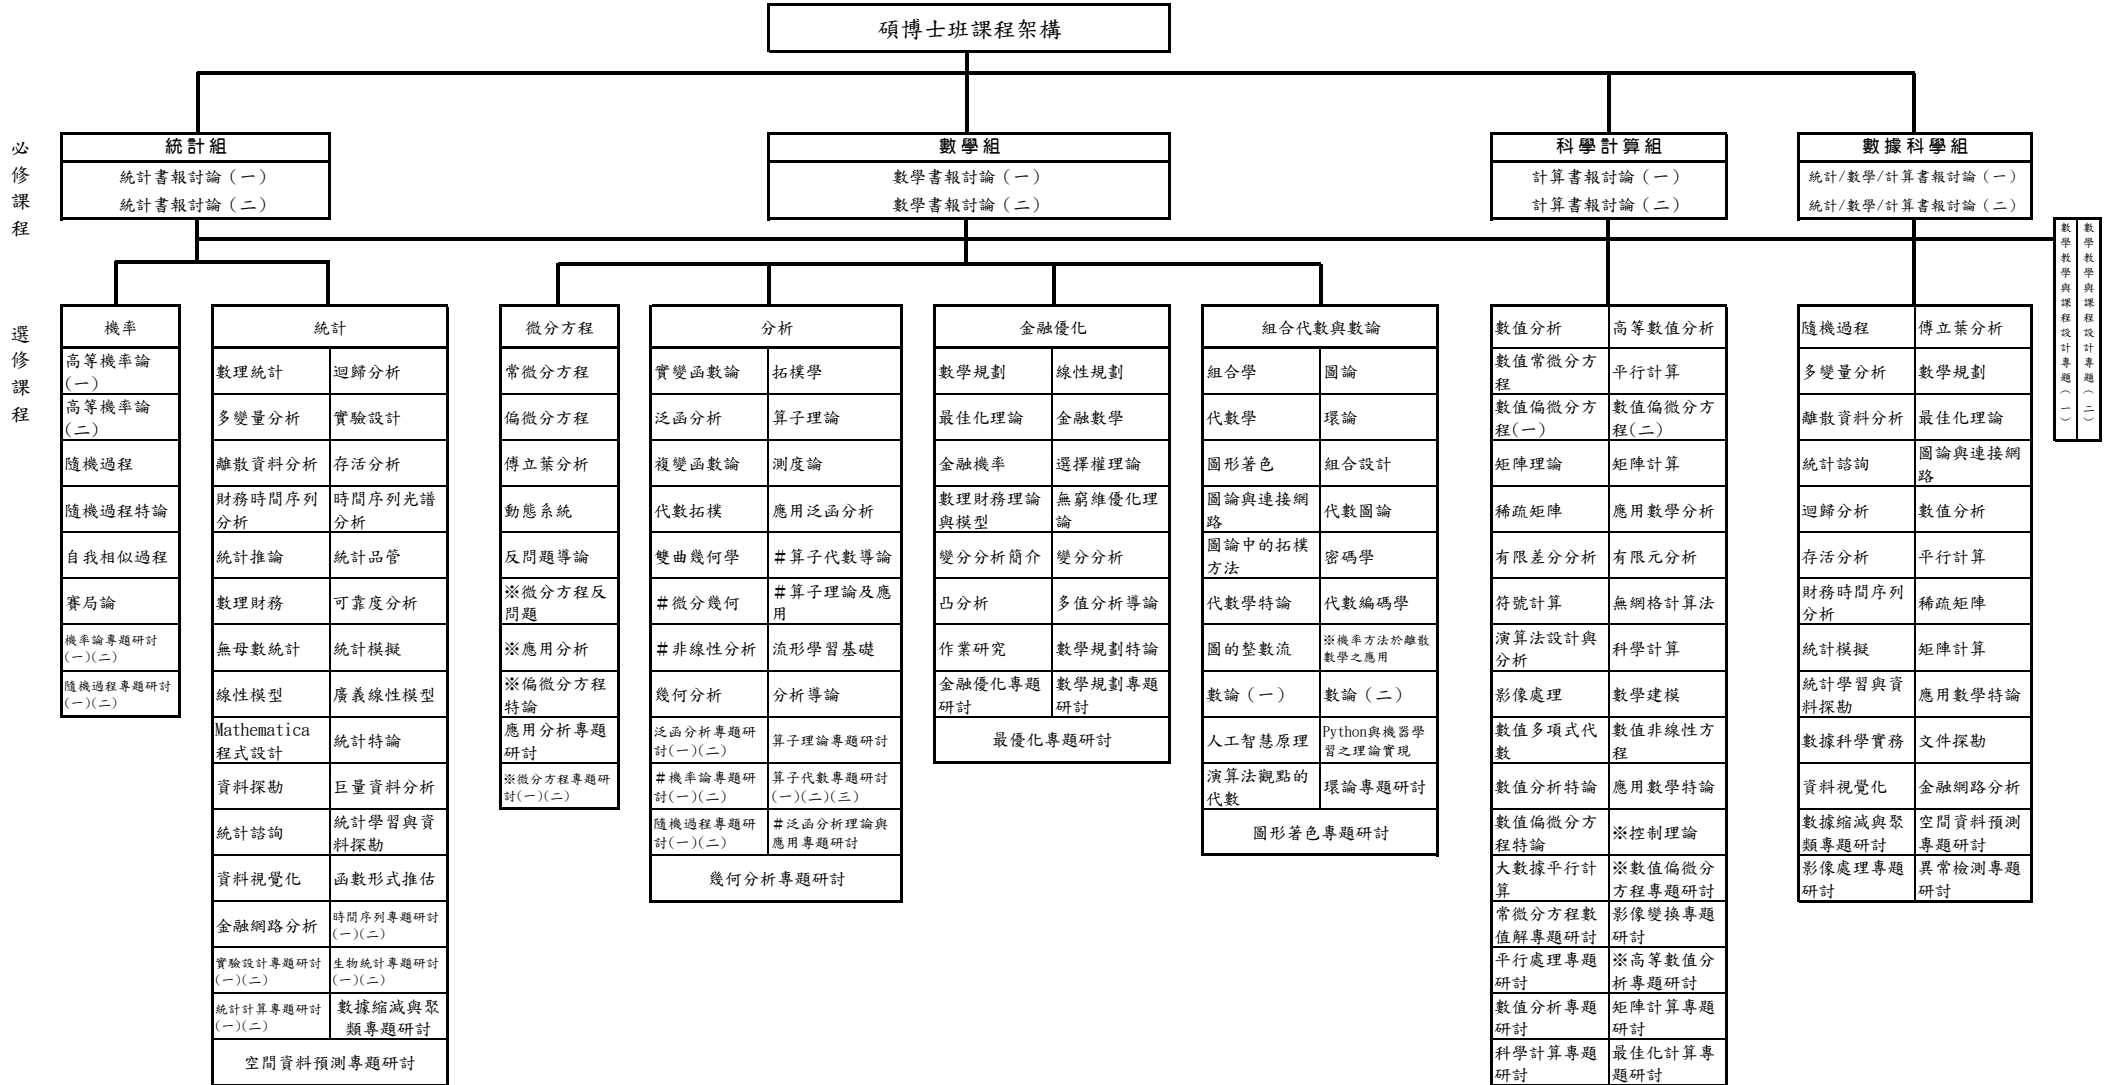 碩博士班課程架構
必修課程
統計組
統計書報討論（一）
統計書報討論（二）
數學組
數學書報討論（一）
數學書報討論（二）
科學計算組
計算書報討論（一）
計算書報討論（二）
數據科學組
統計/數學/計算書報討論（一）
統計/數學/計算書報討論（二）
數學教學與課程設計專題（一）
數學教學與課程設計專題（二）
選修課程
機率
高等機率論
(一)
高等機率論
(二)
隨機過程
隨機過程特論
自我相似過程
賽局論
機率論專題研討
(一)(二)
隨機過程專題研討
(一)(二)
統計
數理統計
迴歸分析
多變量分析
實驗設計
離散資料分析
存活分析
財務時間序列
分析
時間序列光譜
分析
統計推論
統計品管
數理財務
可靠度分析
無母數統計
統計模擬
線性模型
廣義線性模型
Mathematica
程式設計
統計特論
資料探勘
巨量資料分析
統計諮詢
統計學習與資
料探勘
資料視覺化
函數形式推估
金融網路分析
時間序列專題研討
(一)(二)
實驗設計專題研討
(一)(二)
生物統計專題研討
(一)(二)
統計計算專題研討
(一)(二)
數據縮減與聚
類專題研討
空間資料預測專題研討
微分方程
常微分方程
偏微分方程
傅立葉分析
動態系統
反問題導論
※微分方程反
問題
※應用分析
※偏微分方程
特論
應用分析專題
研討
※微分方程專題研
討(一)(二)
分析
實變函數論
拓樸學
泛函分析
算子理論
複變函數論
測度論
代數拓樸
應用泛函分析
雙曲幾何學
＃算子代數導論
＃微分幾何
＃算子理論及應
用
＃非線性分析
流形學習基礎
幾何分析
分析導論
泛函分析專題研
討(一)(二)
算子理論專題研討
＃機率論專題研
討(一)(二)
算子代數專題研討
(一)(二)(三)
隨機過程專題研
討(一)(二)
＃泛函分析理論與
應用專題研討
幾何分析專題研討
金融優化
數學規劃
線性規劃
最佳化理論
金融數學
金融機率
選擇權理論
數理財務理論
與模型
無窮維優化理
論
變分分析簡介
變分分析
凸分析
多值分析導論
作業研究
數學規劃特論
金融優化專題
研討
數學規劃專題
研討
最優化專題研討
組合代數與數論
組合學
圖論
代數學
環論
圖形著色
組合設計
圖論與連接網
路
代數圖論
圖論中的拓樸
方法
密碼學
代數學特論
代數編碼學
圖的整數流
※機率方法於離散
數學之應用
數論（一）
數論（二）
人工智慧原理
Python與機器學
習之理論實現
演算法觀點的
代數
環論專題研討
圖形著色專題研討
數值分析
高等數值分析
數值常微分方
程
平行計算
數值偏微分方
程(一)
數值偏微分方
程(二)
矩陣理論
矩陣計算
稀疏矩陣
應用數學分析
有限差分分析
有限元分析
符號計算
無網格計算法
演算法設計與
分析
科學計算
影像處理
數學建模
數值多項式代
數
數值非線性方
程
數值分析特論
應用數學特論
數值偏微分方
程特論
※控制理論
大數據平行計
算
※數值偏微分
方程專題研討
常微分方程數
值解專題研討
影像變換專題
研討
平行處理專題
研討
※高等數值分
析專題研討
數值分析專題
研討
矩陣計算專題
研討
科學計算專題
研討
最佳化計算專
題研討
隨機過程
傅立葉分析
多變量分析
數學規劃
離散資料分析
最佳化理論
統計諮詢
圖論與連接網
路
迴歸分析
數值分析
存活分析
平行計算
財務時間序列
分析
稀疏矩陣
統計模擬
矩陣計算
統計學習與資
料探勘
應用數學特論
數據科學實務
文件探勘
資料視覺化
金融網路分析
數據縮減與聚
類專題研討
空間資料預測
專題研討
影像處理專題
研討
異常檢測專題
研討